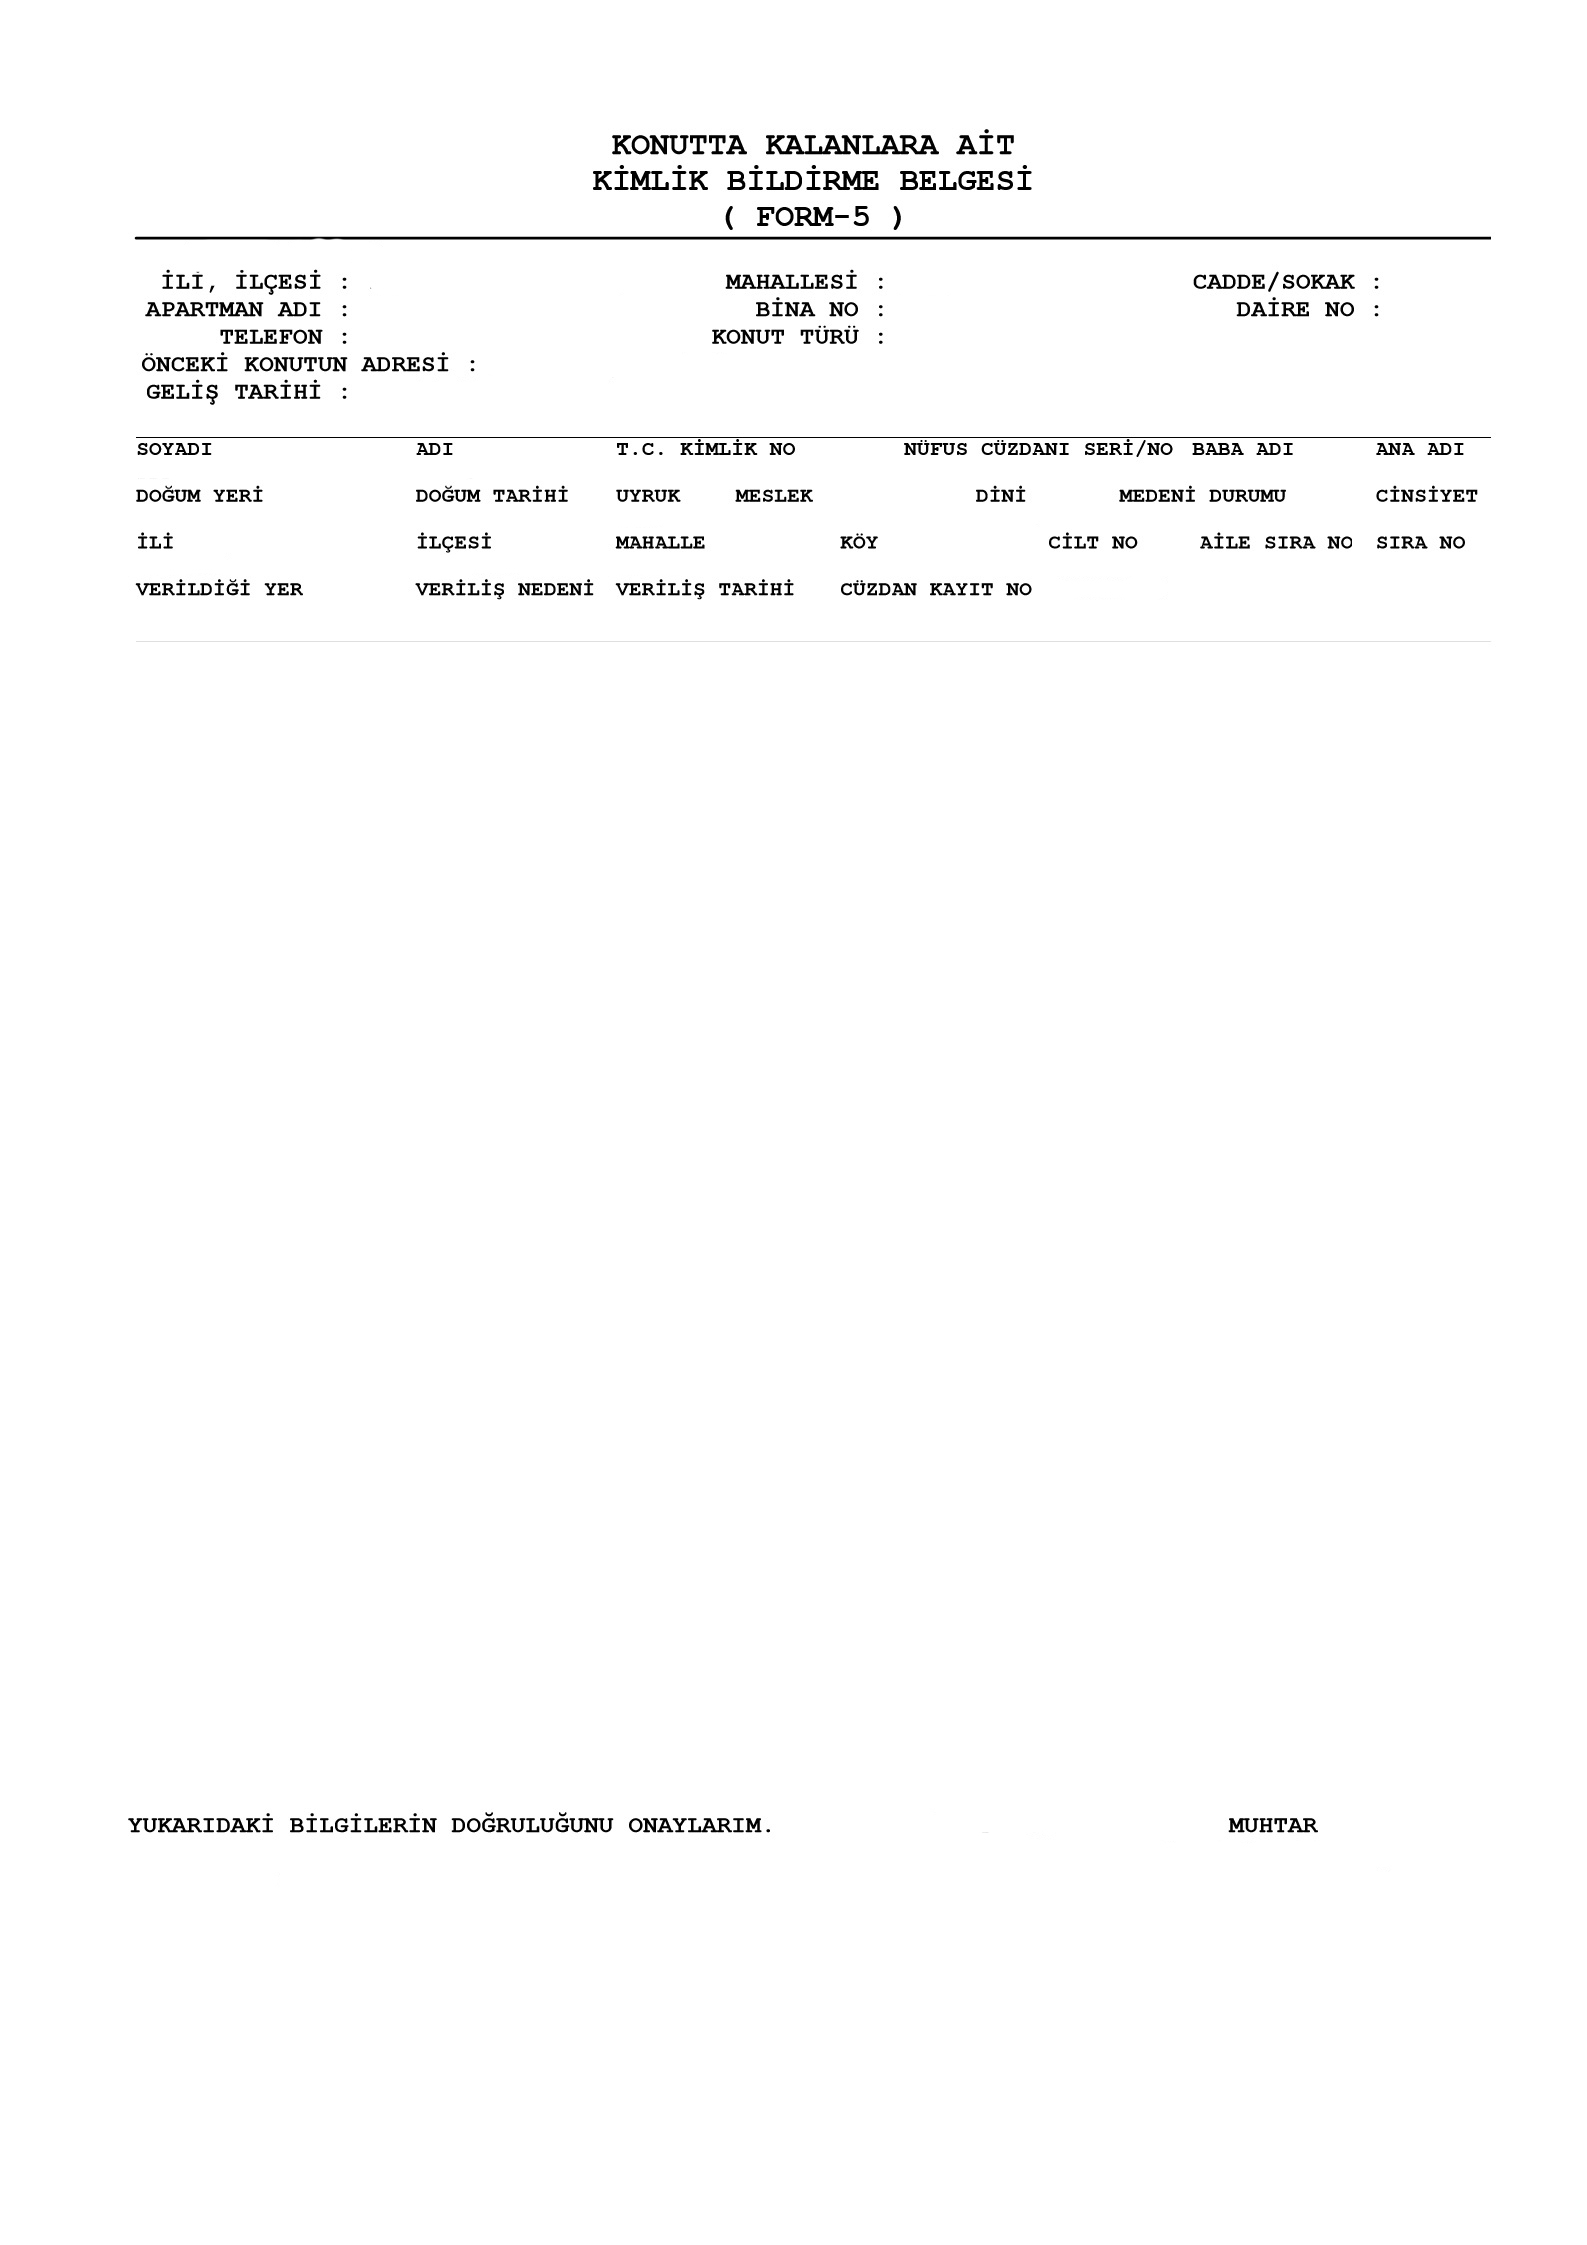 KONUTTA KALANLARA AİT
KİMLİK BİLDİRME BELGESİ
( FORM-5 )
İLİ, İLÇESİ : MAHALLESİ : CADDE/SOKAK :
APARTMAN ADI : BİNA NO : DAİRE NO :
TELEFON : KONUT TÜRÜ :
ÖNCEKİ KONUTUN ADRESİ :
GELİŞ TARİHİ :
SOYADI ADI T.C. KİMLİK NO NÜFUS CÜZDANI SERİ/NO BABA ADI ANA ADI
DOĞUM YERİ DOĞUM TARİHİ UYRUK MESLEK DİNİ MEDENİ DURUMU CİNSİYET
İLİ İLÇESİ MAHALLE KÖY CİLT NO AİLE SIRA NO SIRA NO
VERİLDİĞİ YER VERİLİŞ NEDENİ VERİLİŞ TARİHİ CÜZDAN KAYIT NO
YUKARIDAKİ BİLGİLERİN DOĞRULUĞUNU ONAYLARIM. MUHTAR